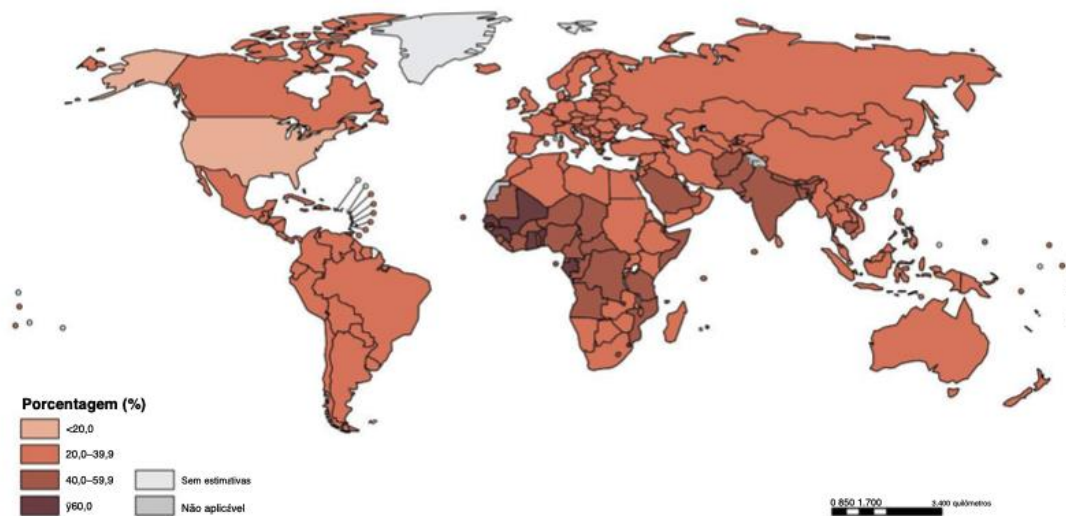 Porcentagem (%)
<20,0
20,0–39,9
40,0–59,9
ÿ60,0
Sem estimativas
Não aplicável
0 850 1.700 3.400 quilômetros